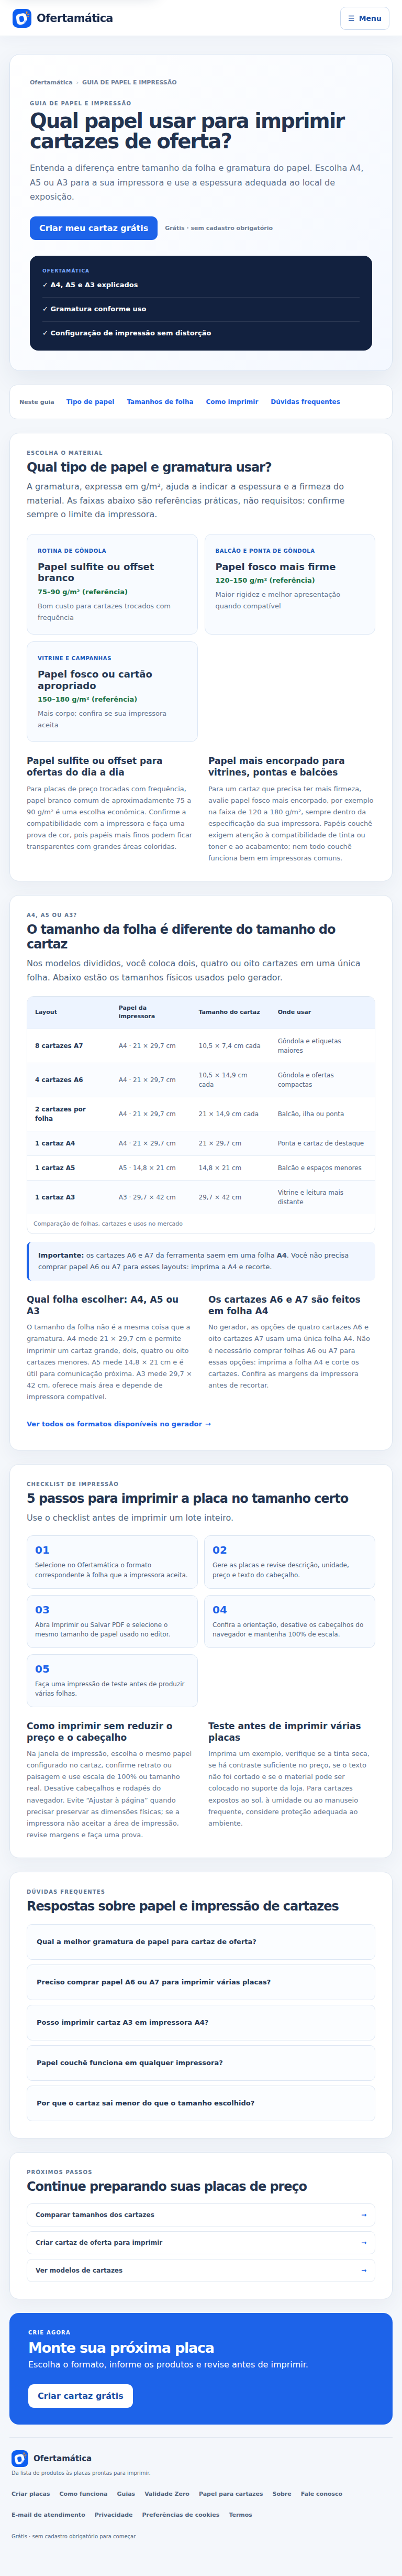 Ofertamática
☰ Menu
Ofertamática › GUIA DE PAPEL E IMPRESSÃO
GUIA DE PAPEL E IMPRESSÃO
Qual papel usar para imprimir
cartazes de oferta?
Entenda a diferença entre tamanho da folha e gramatura do papel. Escolha A4,
A5 ou A3 para a sua impressora e use a espessura adequada ao local de
exposição.
Criar meu cartaz grátis
Grátis · sem cadastro obrigatório
OFERTAMÁTICA
✓ A4, A5 e A3 explicados
✓ Gramatura conforme uso
✓ Configuração de impressão sem distorção
Neste guia
Tipo de papel
Tamanhos de folha
Como imprimir
Dúvidas frequentes
ESCOLHA O MATERIAL
Qual tipo de papel e gramatura usar?
A gramatura, expressa em g/m², ajuda a indicar a espessura e a firmeza do
material. As faixas abaixo são referências práticas, não requisitos: confirme
sempre o limite da impressora.
ROTINA DE GÔNDOLA
Papel sulfite ou offset
branco
75–90 g/m² (referência)
Bom custo para cartazes trocados com
frequência
BALCÃO E PONTA DE GÔNDOLA
Papel fosco mais firme
120–150 g/m² (referência)
Maior rigidez e melhor apresentação
quando compatível
VITRINE E CAMPANHAS
Papel fosco ou cartão
apropriado
150–180 g/m² (referência)
Mais corpo; confira se sua impressora
aceita
Papel sulfite ou offset para
ofertas do dia a dia
Para placas de preço trocadas com frequência,
papel branco comum de aproximadamente 75 a
90 g/m² é uma escolha econômica. Confirme a
compatibilidade com a impressora e faça uma
prova de cor, pois papéis mais finos podem ficar
transparentes com grandes áreas coloridas.
Papel mais encorpado para
vitrines, pontas e balcões
Para um cartaz que precisa ter mais firmeza,
avalie papel fosco mais encorpado, por exemplo
na faixa de 120 a 180 g/m², sempre dentro da
especificação da sua impressora. Papéis couchê
exigem atenção à compatibilidade de tinta ou
toner e ao acabamento; nem todo couchê
funciona bem em impressoras comuns.
A4, A5 OU A3?
O tamanho da folha é diferente do tamanho do
cartaz
Nos modelos divididos, você coloca dois, quatro ou oito cartazes em uma única
folha. Abaixo estão os tamanhos físicos usados pelo gerador.
Layout
Papel da
impressora
Tamanho do cartaz
Onde usar
8 cartazes A7
A4 · 21 × 29,7 cm
10,5 × 7,4 cm cada
Gôndola e etiquetas
maiores
4 cartazes A6
A4 · 21 × 29,7 cm
10,5 × 14,9 cm
cada
Gôndola e ofertas
compactas
2 cartazes por
folha
A4 · 21 × 29,7 cm
21 × 14,9 cm cada
Balcão, ilha ou ponta
1 cartaz A4
A4 · 21 × 29,7 cm
21 × 29,7 cm
Ponta e cartaz de destaque
1 cartaz A5
A5 · 14,8 × 21 cm
14,8 × 21 cm
Balcão e espaços menores
1 cartaz A3
A3 · 29,7 × 42 cm
29,7 × 42 cm
Vitrine e leitura mais
distante
Comparação de folhas, cartazes e usos no mercado
Importante: os cartazes A6 e A7 da ferramenta saem em uma folha A4. Você não precisa
comprar papel A6 ou A7 para esses layouts: imprima a A4 e recorte.
Qual folha escolher: A4, A5 ou
A3
O tamanho da folha não é a mesma coisa que a
gramatura. A4 mede 21 × 29,7 cm e permite
imprimir um cartaz grande, dois, quatro ou oito
cartazes menores. A5 mede 14,8 × 21 cm e é
útil para comunicação próxima. A3 mede 29,7 ×
42 cm, oferece mais área e depende de
impressora compatível.
Os cartazes A6 e A7 são feitos
em folha A4
No gerador, as opções de quatro cartazes A6 e
oito cartazes A7 usam uma única folha A4. Não
é necessário comprar folhas A6 ou A7 para
essas opções: imprima a folha A4 e corte os
cartazes. Confira as margens da impressora
antes de recortar.
Ver todos os formatos disponíveis no gerador →
CHECKLIST DE IMPRESSÃO
5 passos para imprimir a placa no tamanho certo
Use o checklist antes de imprimir um lote inteiro.
01
Selecione no Ofertamática o formato
correspondente à folha que a impressora aceita.
02
Gere as placas e revise descrição, unidade,
preço e texto do cabeçalho.
03
Abra Imprimir ou Salvar PDF e selecione o
mesmo tamanho de papel usado no editor.
04
Confira a orientação, desative os cabeçalhos do
navegador e mantenha 100% de escala.
05
Faça uma impressão de teste antes de produzir
várias folhas.
Como imprimir sem reduzir o
preço e o cabeçalho
Na janela de impressão, escolha o mesmo papel
configurado no cartaz, confirme retrato ou
paisagem e use escala de 100% ou tamanho
real. Desative cabeçalhos e rodapés do
navegador. Evite “Ajustar à página” quando
precisar preservar as dimensões físicas; se a
impressora não aceitar a área de impressão,
revise margens e faça uma prova.
Teste antes de imprimir várias
placas
Imprima um exemplo, verifique se a tinta seca,
se há contraste suficiente no preço, se o texto
não foi cortado e se o material pode ser
colocado no suporte da loja. Para cartazes
expostos ao sol, à umidade ou ao manuseio
frequente, considere proteção adequada ao
ambiente.
DÚVIDAS FREQUENTES
Respostas sobre papel e impressão de cartazes
Qual a melhor gramatura de papel para cartaz de oferta?
Preciso comprar papel A6 ou A7 para imprimir várias placas?
Posso imprimir cartaz A3 em impressora A4?
Papel couchê funciona em qualquer impressora?
Por que o cartaz sai menor do que o tamanho escolhido?
PRÓXIMOS PASSOS
Continue preparando suas placas de preço
Comparar tamanhos dos cartazes →
Criar cartaz de oferta para imprimir →
Ver modelos de cartazes →
CRIE AGORA
Monte sua próxima placa
Escolha o formato, informe os produtos e revise antes de imprimir.
Criar cartaz grátis
Ofertamática
Da lista de produtos às placas prontas para imprimir.
Criar placas
Como funciona
Guias
Validade Zero
Papel para cartazes
Sobre
Fale conosco
E-mail de atendimento
Privacidade
Preferências de cookies
Termos
Grátis · sem cadastro obrigatório para começar